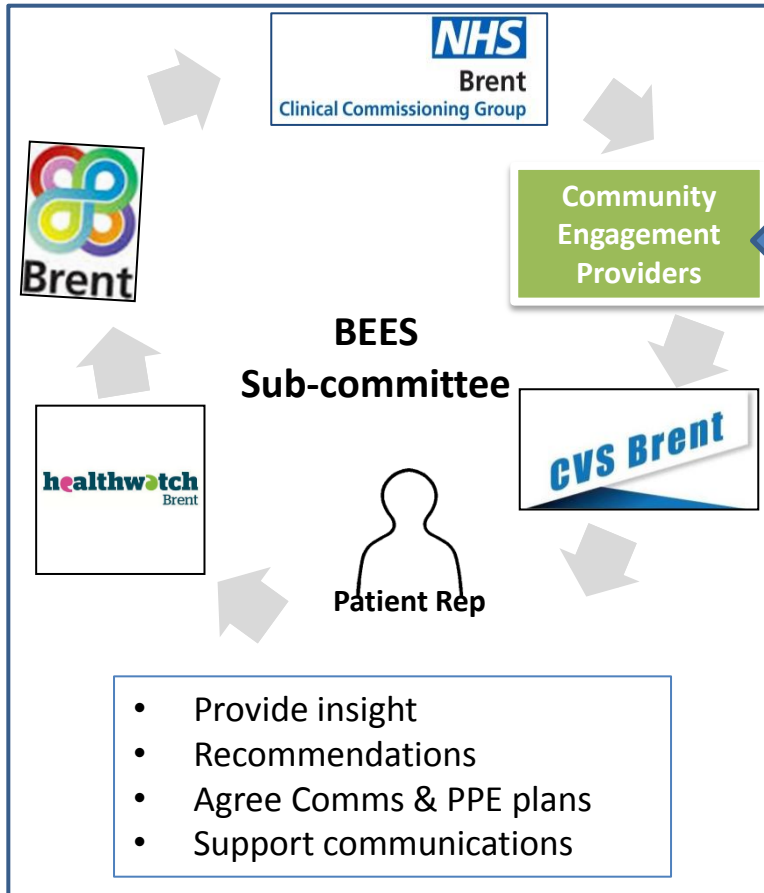 NHS
Brent
Clinical Commissioning Group
Brent
Community
Engagement
Providers
BEES
Sub-committee
healthwatch
Brent
CVS Brent
Patient Rep
• Provide insight
• Recommendations
• Agree Comms & PPE plans
• Support communications